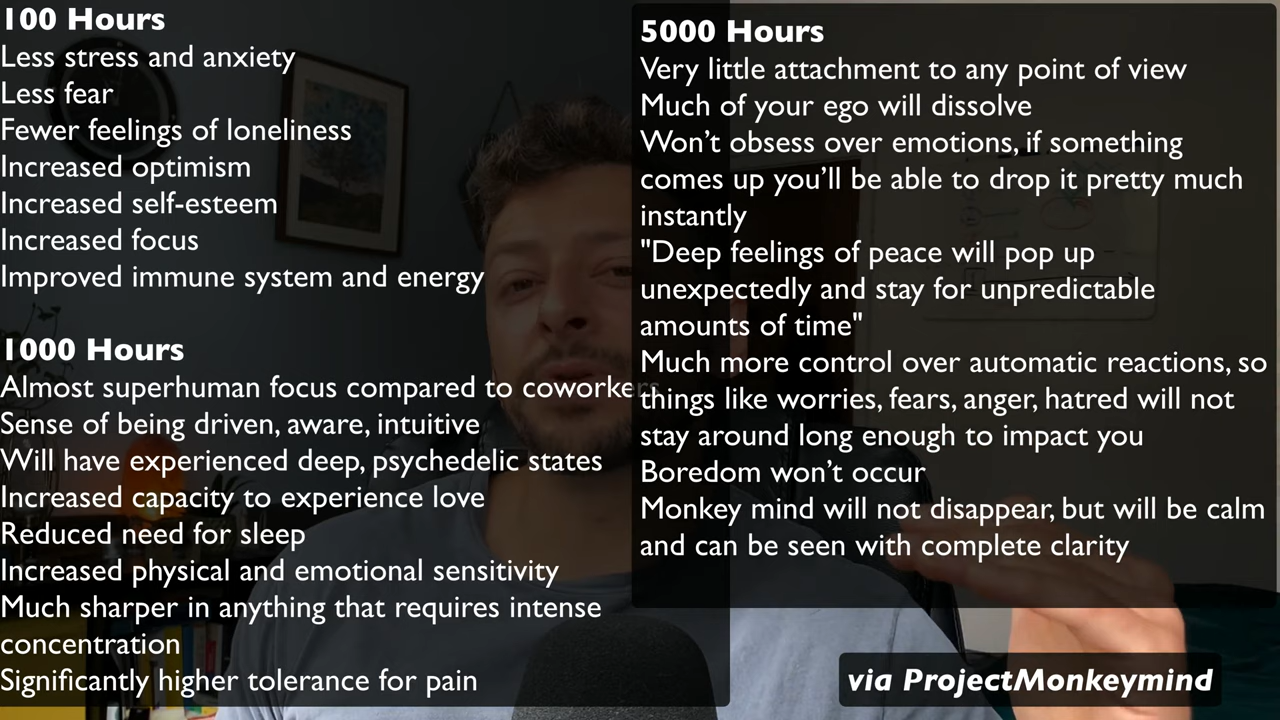 100 Hours
Less stress and anxiety
Less fear
Fewer feelings of loneliness
Increased optimism
Increased self-esteem
Increased focus
Improved immune system and energy
1000 Hours
Almost superhuman focus compared to coworkers
Sense of being driven, aware, intuitive
Will have experienced deep, psychedelic states
Increased capacity to experience love
Reduced need for sleep
Increased physical and emotional sensitivity
Much sharper in anything that requires intense
concentration
Significantly higher tolerance for pain
5000 Hours
Very little attachment to any point of view
Much of your ego will dissolve
Won’t obsess over emotions, if something
comes up you’ll be able to drop it pretty much
instantly
"Deep feelings of peace will pop up
unexpectedly and stay for unpredictable
amounts of time"
Much more control over automatic reactions, so
things like worries, fears, anger, hatred will not
stay around long enough to impact you
Boredom won’t occur
Monkey mind will not disappear, but will be calm
and can be seen with complete clarity
via ProjectMonkeymind